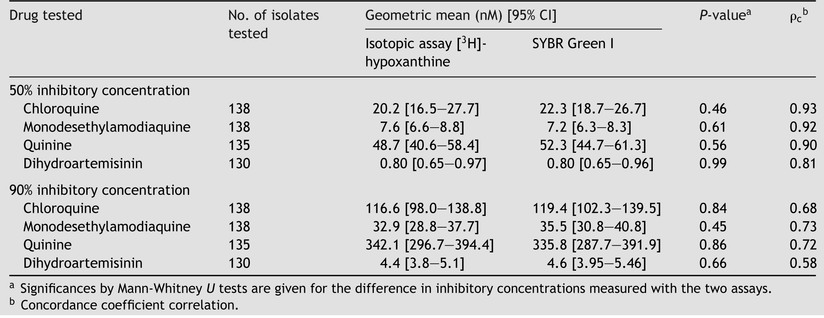 Drug tested No. of isolates Geometric mean (nM) [95% CI] P-valueᵃ ρcᵇ
tested Isotopic assay [³H]- SYBR Green I
hypoxanthine
50% inhibitory concentration
Chloroquine 138 20.2 [16.5–27.7] 22.3 [18.7–26.7] 0.46 0.93
Monodesethylamodiaquine 138 7.6 [6.6–8.8] 7.2 [6.3–8.3] 0.61 0.92
Quinine 135 48.7 [40.6–58.4] 52.3 [44.7–61.3] 0.56 0.90
Dihydroartemisinin 130 0.80 [0.65–0.97] 0.80 [0.65–0.96] 0.99 0.81
90% inhibitory concentration
Chloroquine 138 116.6 [98.0–138.8] 119.4 [102.3–139.5] 0.84 0.68
Monodesethylamodiaquine 138 32.9 [28.8–37.7] 35.5 [30.8–40.8] 0.45 0.73
Quinine 135 342.1 [296.7–394.4] 335.8 [287.7–391.9] 0.86 0.72
Dihydroartemisinin 130 4.4 [3.8–5.1] 4.6 [3.95–5.46] 0.66 0.58
ᵃ Significances by Mann-Whitney U tests are given for the difference in inhibitory concentrations measured with the two assays.
ᵇ Concordance coefficient correlation.